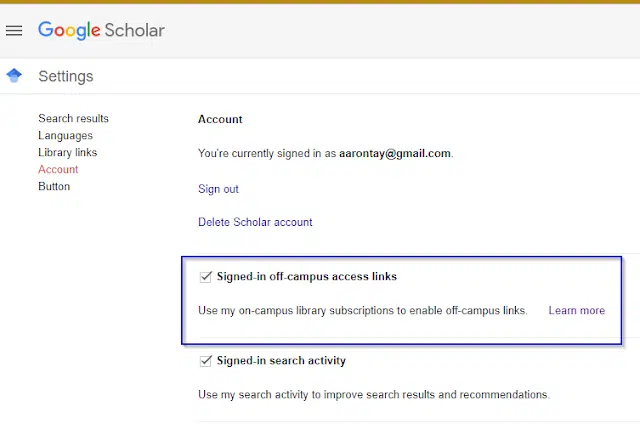 Google Scholar
Settings
Search results
Languages
Library links
Account
Button
Account
You're currently signed in as aarontay@gmail.com.
Sign out
Delete Scholar account
Signed-in off-campus access links
Use my on-campus library subscriptions to enable off-campus links. Learn more
Signed-in search activity
Use my search activity to improve search results and recommendations.